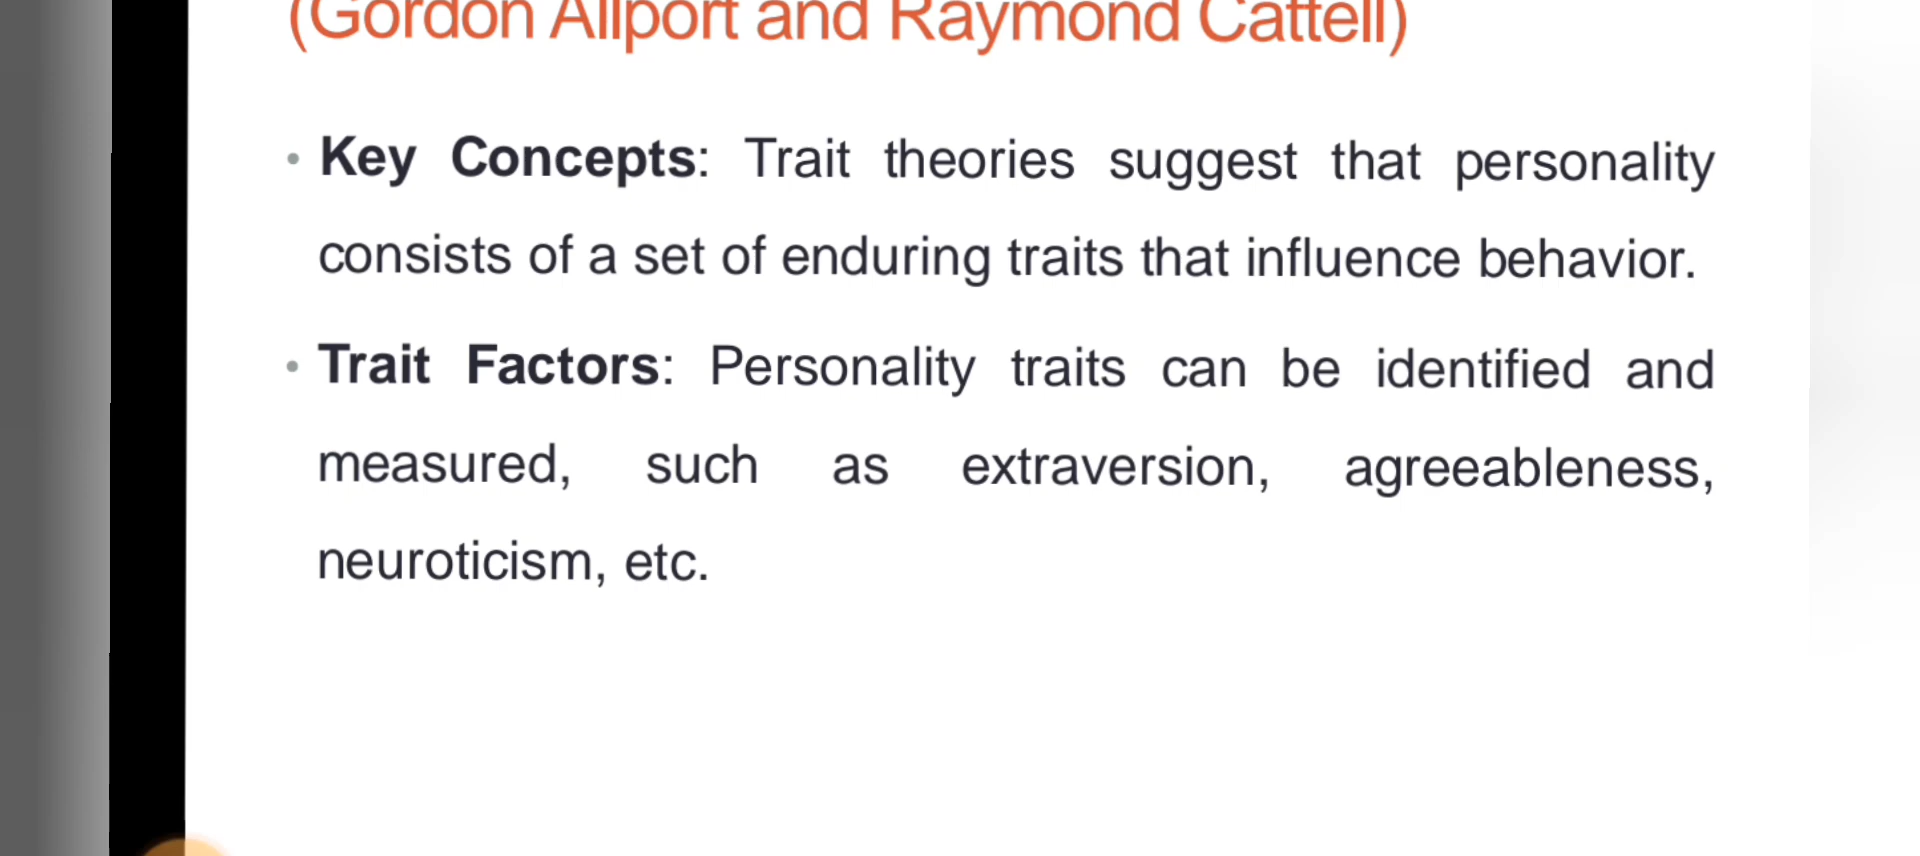 (Gordon Allport and Raymond Cattell)
• Key Concepts: Trait theories suggest that personality
consists of a set of enduring traits that influence behavior.
• Trait Factors: Personality traits can be identified and
measured, such as extraversion, agreeableness,
neuroticism, etc.